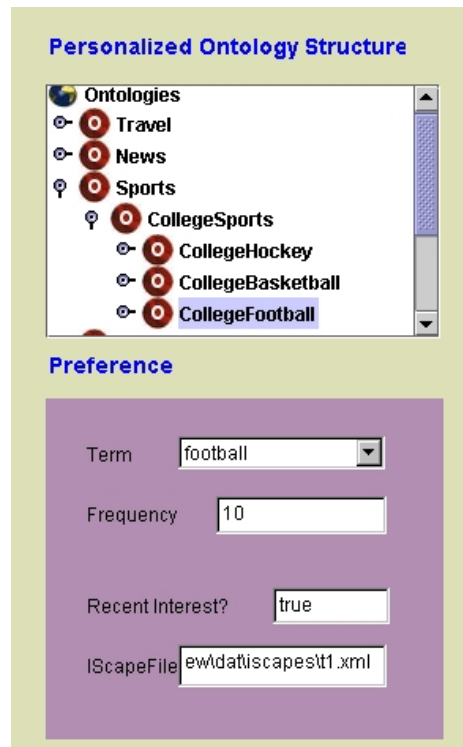 Personalized Ontology Structure
Ontologies
Travel
News
Sports
CollegeSports
CollegeHockey
CollegeBasketball
CollegeFootball
Preference
Term football
Frequency 10
Recent Interest? true
IScapeFile ew\dat\iscapes\t1.xml